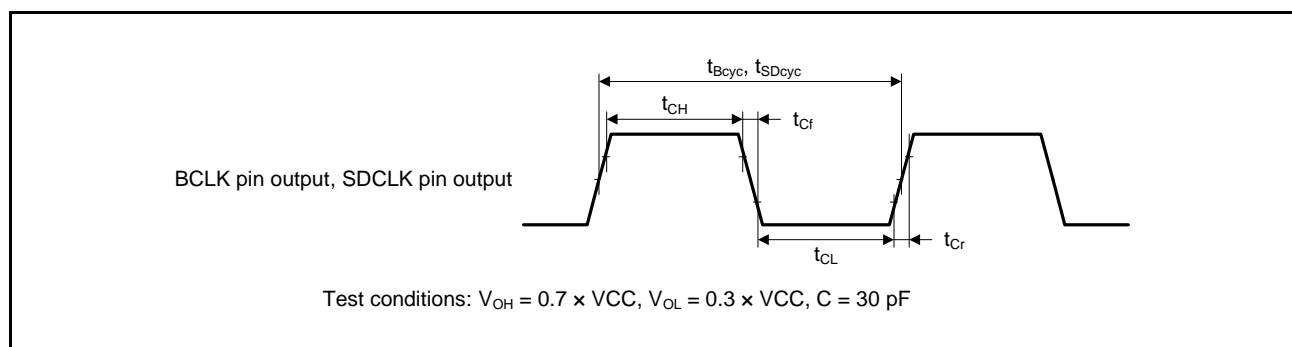 tBcyc, tSDcyc
tCH
tCf
BCLK pin output, SDCLK pin output
tCr
tCL
Test conditions: VOH = 0.7 × VCC, VOL = 0.3 × VCC, C = 30 pF